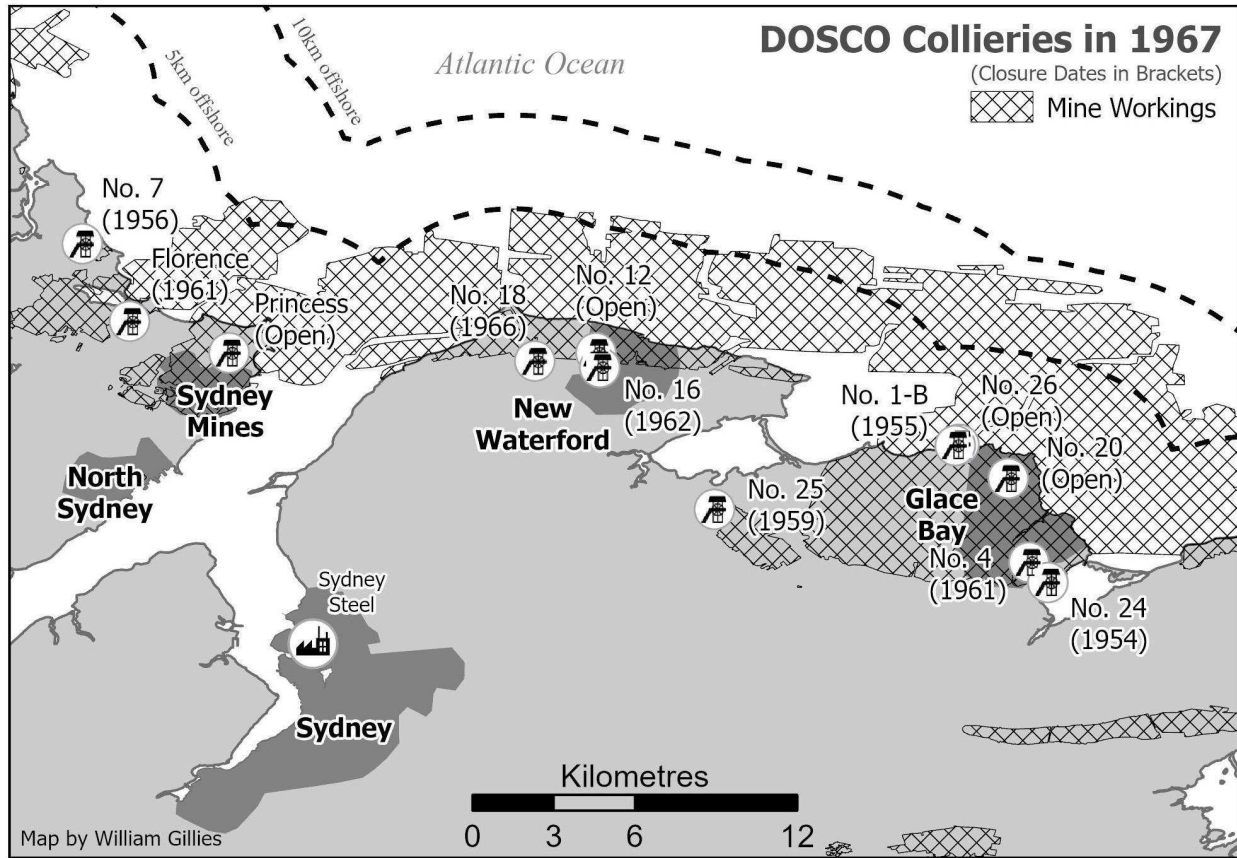 DOSCO Collieries in 1967
(Closure Dates in Brackets)
Mine Workings
Atlantic Ocean
5km offshore
10km offshore
No. 7
(1956)
Florence
(1961)
Princess
(Open)
No. 18
(1966)
No. 12
(Open)
No. 16
(1962)
No. 1-B
(1955)
No. 26
(Open)
No. 20
(Open)
No. 25
(1959)
No. 4
(1961)
No. 24
(1954)
Sydney
Mines
North
Sydney
New
Waterford
Glace
Bay
Sydney
Steel
Sydney
Kilometres
0 3 6 12
Map by William Gillies